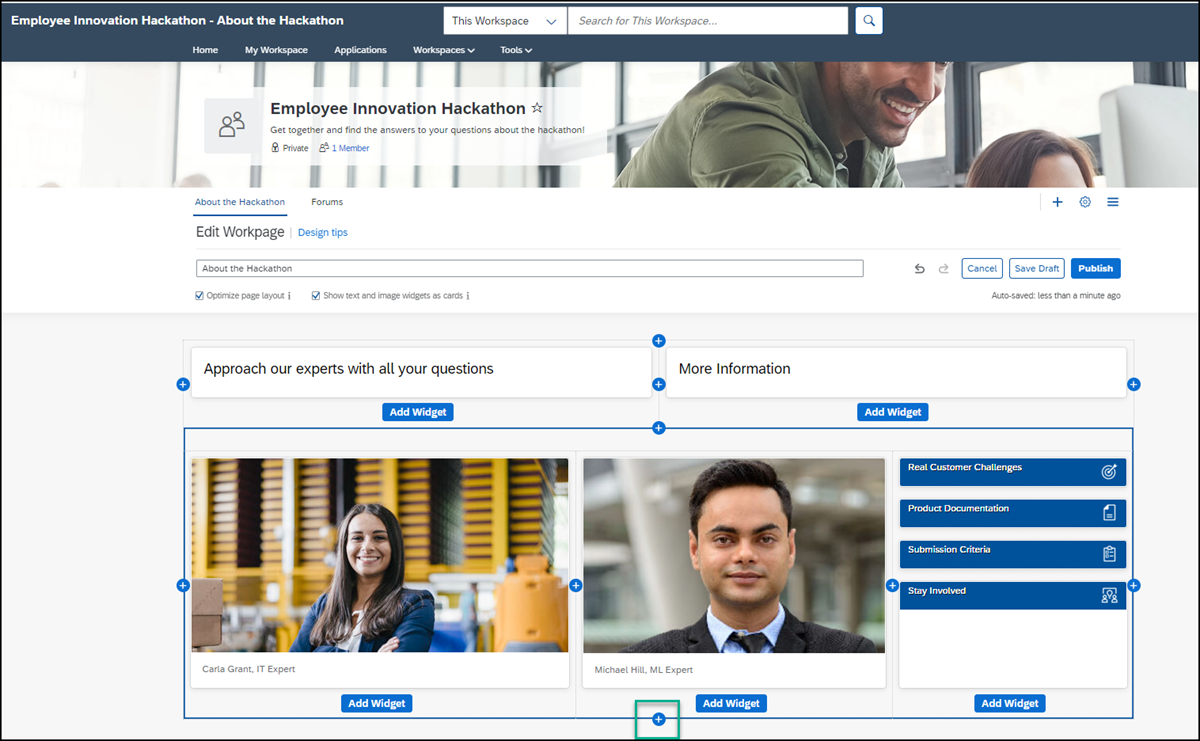 Employee Innovation Hackathon - About the Hackathon
This Workspace
Search for This Workspace...
Home My Workspace Applications Workspaces Tools
Employee Innovation Hackathon
Get together and find the answers to your questions about the hackathon!
Private 1 Member
About the Hackathon Forums
Edit Workpage Design tips
About the Hackathon
Cancel Save Draft Publish
Optimize page layout Show text and image widgets as cards Auto-saved: less than a minute ago
Approach our experts with all your questions
More Information
Add Widget Add Widget
Real Customer Challenges
Product Documentation
Submission Criteria
Stay Involved
Carla Grant, IT Expert
Michael Hill, ML Expert
Add Widget Add Widget Add Widget